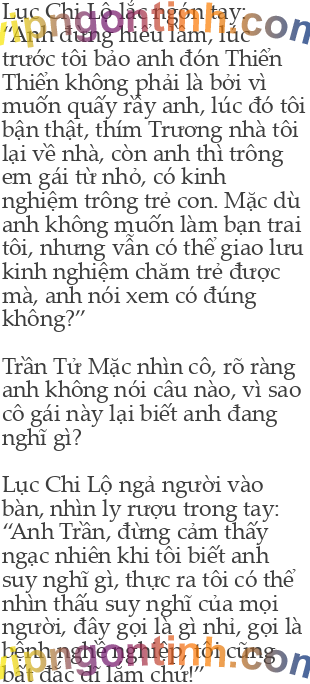 Lục Chi Lộ lắc ngón tay:
“Anh đừng hiểu lầm, lúc
trước tôi bảo anh đón Thiển
Thiển không phải là bởi vì
muốn quấy rầy anh, lúc đó tôi
bận thật, thím Trương nhà tôi
lại về nhà, còn anh thì trông
em gái từ nhỏ, có kinh
nghiệm trông trẻ con. Mặc dù
anh không muốn làm bạn trai
tôi, nhưng vẫn có thể giao lưu
kinh nghiệm chăm trẻ được
mà, anh nói xem có đúng
không?”
Trần Tử Mặc nhìn cô, rõ ràng
anh không nói câu nào, vì sao
cô gái này lại biết anh đang
nghĩ gì?
Lục Chi Lộ ngả người vào
bàn, nhìn ly rượu trong tay:
“Anh Trần, đừng cảm thấy
ngạc nhiên khi tôi biết anh
suy nghĩ gì, thực ra tôi có thể
nhìn thấu suy nghĩ của mọi
người, đây gọi là gì nhỉ, gọi là
bệnh nghề nghiệp, tôi cũng
bất đắc dĩ lắm chứ!”
vipngontinh.com
vipngontinh.com